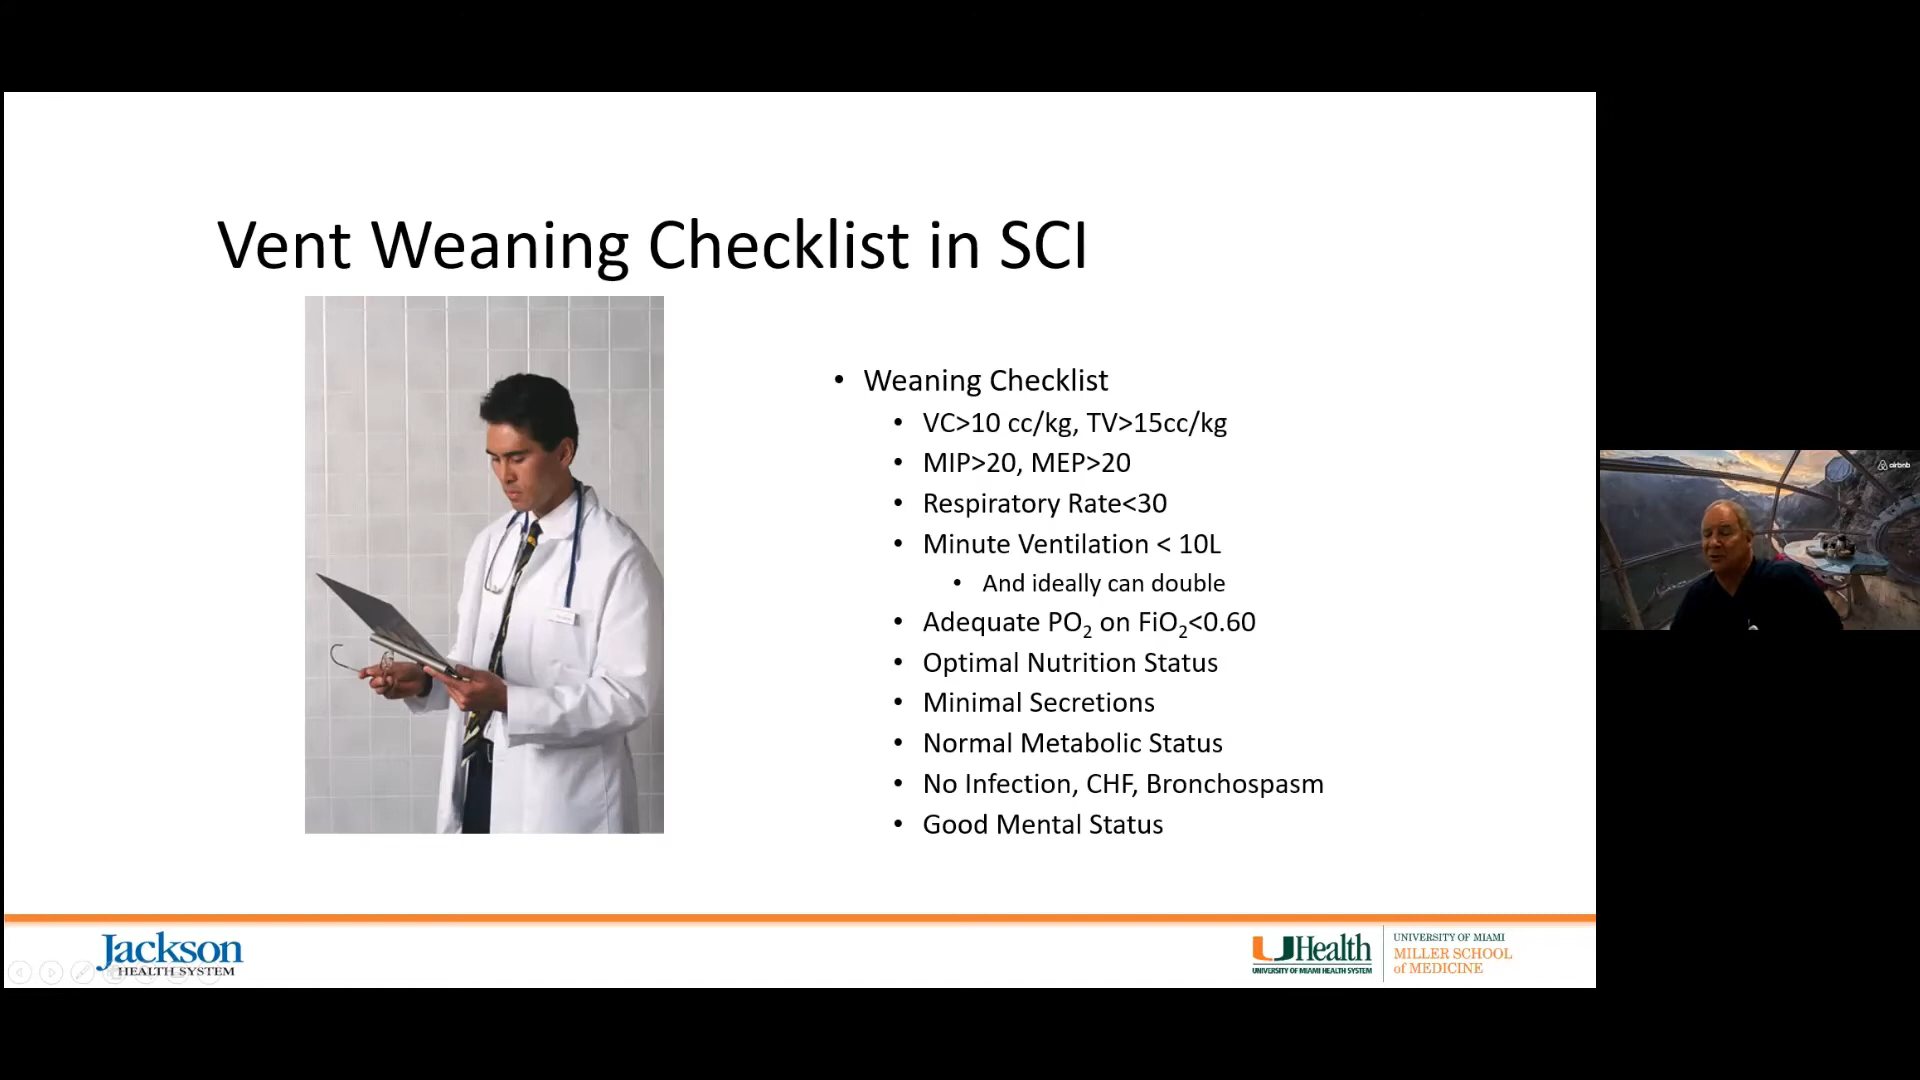 Vent Weaning Checklist in SCI
• Weaning Checklist
• VC>10 cc/kg, TV>15cc/kg
• MIP>20, MEP>20
• Respiratory Rate<30
• Minute Ventilation < 10L
• And ideally can double
• Adequate PO₂ on FiO₂<0.60
• Optimal Nutrition Status
• Minimal Secretions
• Normal Metabolic Status
• No Infection, CHF, Bronchospasm
• Good Mental Status
airbnb
Jackson
HEALTH SYSTEM
UHealth
UNIVERSITY OF MIAMI HEALTH SYSTEM
UNIVERSITY OF MIAMI
MILLER SCHOOL
of MEDICINE